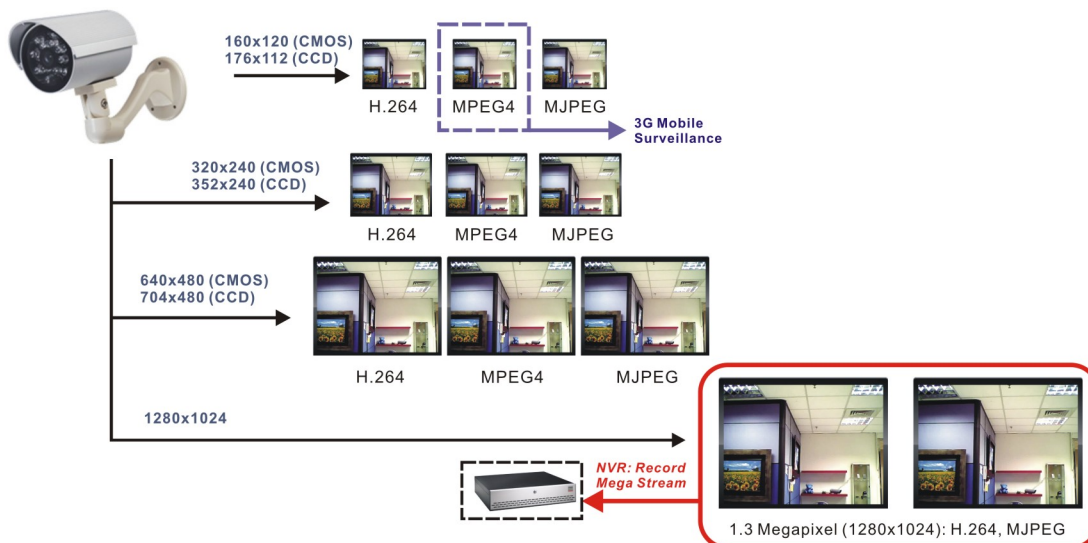 160x120 (CMOS)
176x112 (CCD)
H.264
MPEG4
MJPEG
3G Mobile
Surveillance
320x240 (CMOS)
352x240 (CCD)
H.264
MPEG4
MJPEG
640x480 (CMOS)
704x480 (CCD)
H.264
MPEG4
MJPEG
1280x1024
NVR: Record
Mega Stream
1.3 Megapixel (1280x1024): H.264, MJPEG